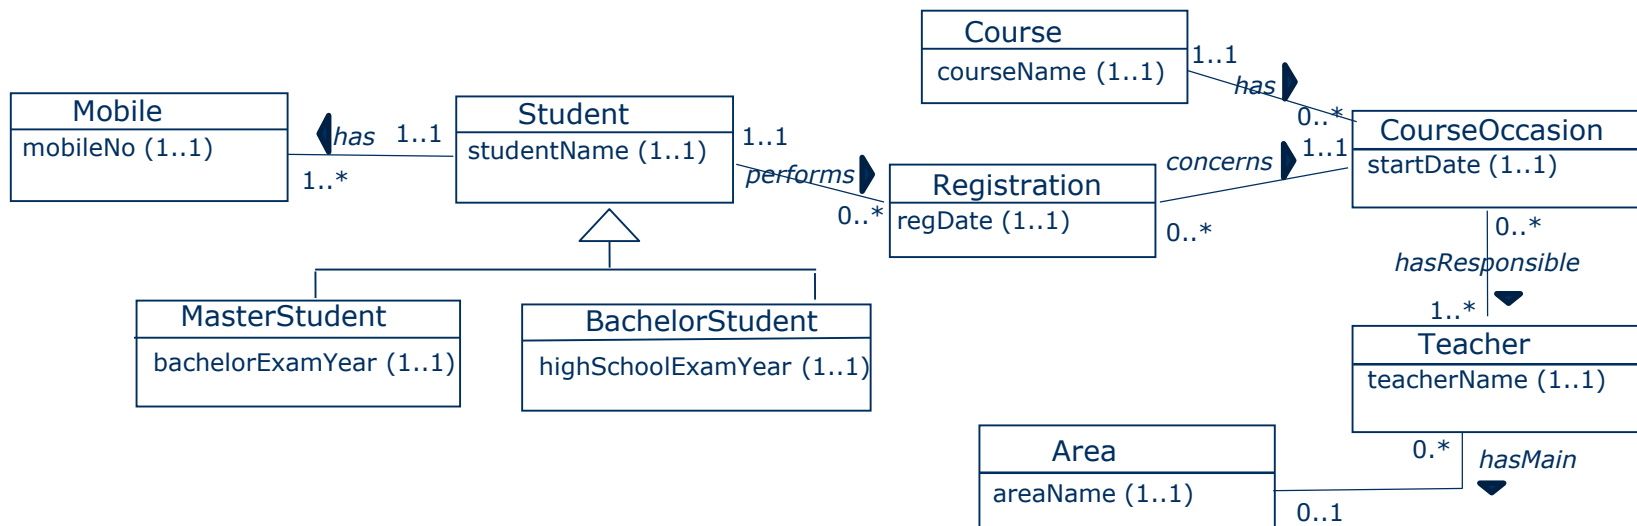 Course
courseName (1..1)
1..1
has
0..*
Mobile
mobileNo (1..1)
has
1..1
1..*
Student
studentName (1..1)
1..1
performs
0..*
Registration
regDate (1..1)
concerns
1..1
0..*
CourseOccasion
startDate (1..1)
0..*
hasResponsible
1..*
MasterStudent
bachelorExamYear (1..1)
BachelorStudent
highSchoolExamYear (1..1)
Teacher
teacherName (1..1)
0.*
hasMain
Area
areaName (1..1)
0..1